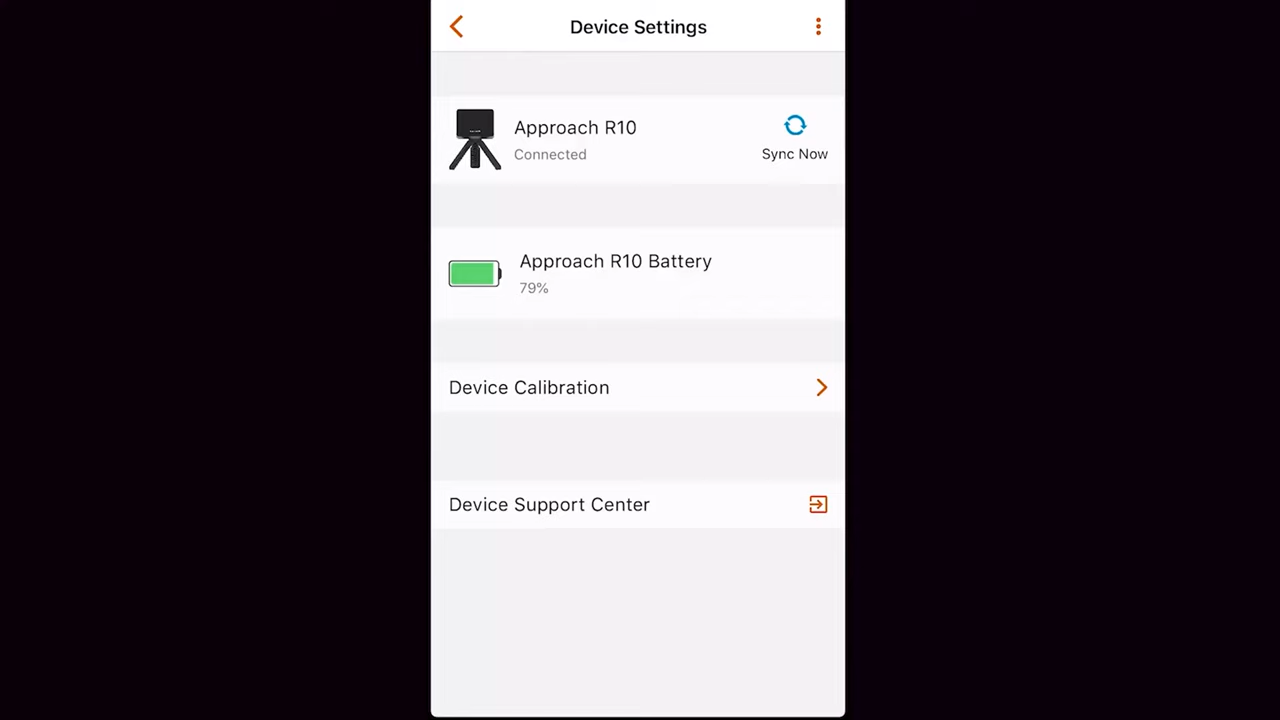 Device Settings
Approach R10
Connected
Sync Now
Approach R10 Battery
79%
Device Calibration
Device Support Center